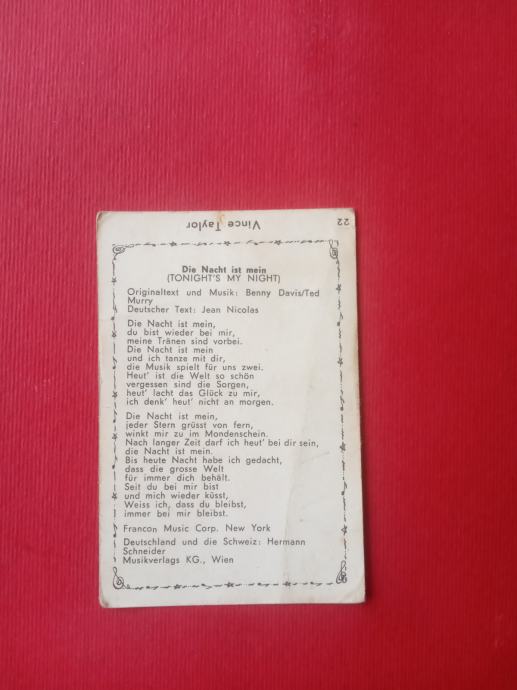 22
Vince Taylor
Die Nacht ist mein
(TONIGHT'S MY NIGHT)
Originaltext und Musik: Benny Davis/Ted
Murry
Deutscher Text: Jean Nicolas
Die Nacht ist mein,
du bist wieder bei mir,
meine Tränen sind vorbei.
Die Nacht ist mein
und ich tanze mit dir,
die Musik spielt für uns zwei.
Heut' ist die Welt so schön
vergessen sind die Sorgen,
heut' lacht das Glück zu mir,
ich denk' heut' nicht an morgen.
Die Nacht ist mein,
jeder Stern grüsst von fern,
winkt mir zu im Mondenschein.
Nach langer Zeit darf ich heut' bei dir sein,
die Nacht ist mein.
Bis heute Nacht habe ich gedacht,
dass die grosse Welt
für immer dich behält.
Seit du bei mir bist
und mich wieder küsst,
Weiss ich, dass du bleibst,
immer bei mir bleibst.
Francon Music Corp. New York
Deutschland und die Schweiz: Hermann
Schneider
Musikverlags KG., Wien